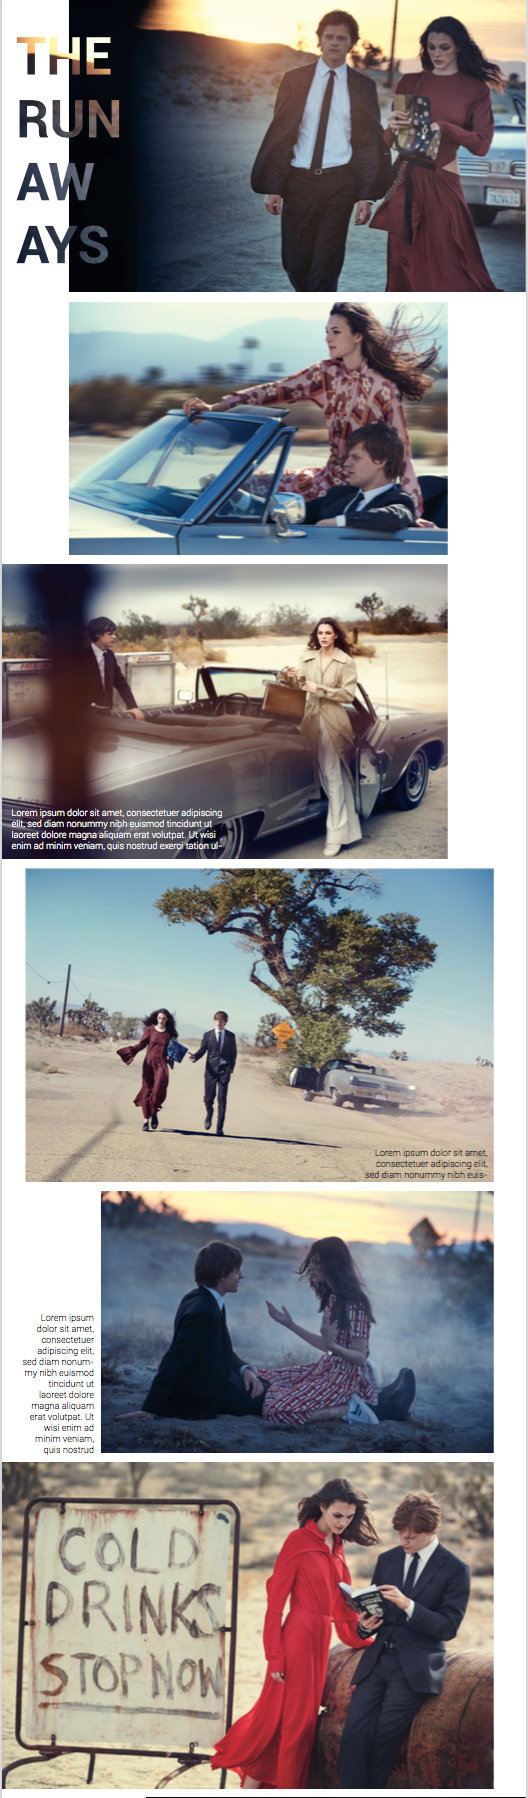 THE
RUN
AW
AYS
Lorem ipsum dolor sit amet, consectetuer adipiscing
elit, sed diam nonummy nibh euismod tincidunt ut
laoreet dolore magna aliquam erat volutpat. Ut wisi
enim ad minim veniam, quis nostrud exerci tation ul-
Lorem ipsum dolor sit amet,
consectetuer adipiscing elit,
sed diam nonummy nibh euis-
Lorem ipsum
dolor sit amet,
consectetuer
adipiscing elit,
sed diam nonum-
my nibh euismod
tincidunt ut
laoreet dolore
magna aliquam
erat volutpat. Ut
wisi enim ad
minim veniam,
quis nostrud
COLD
DRINKS
STOP NOW